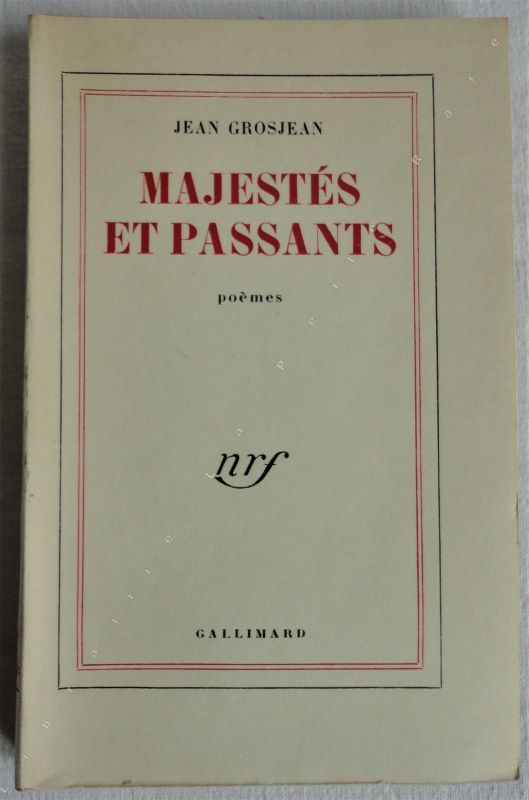 JEAN GROSJEAN
MAJESTÉS
ET PASSANTS
poèmes
nrf
GALLIMARD